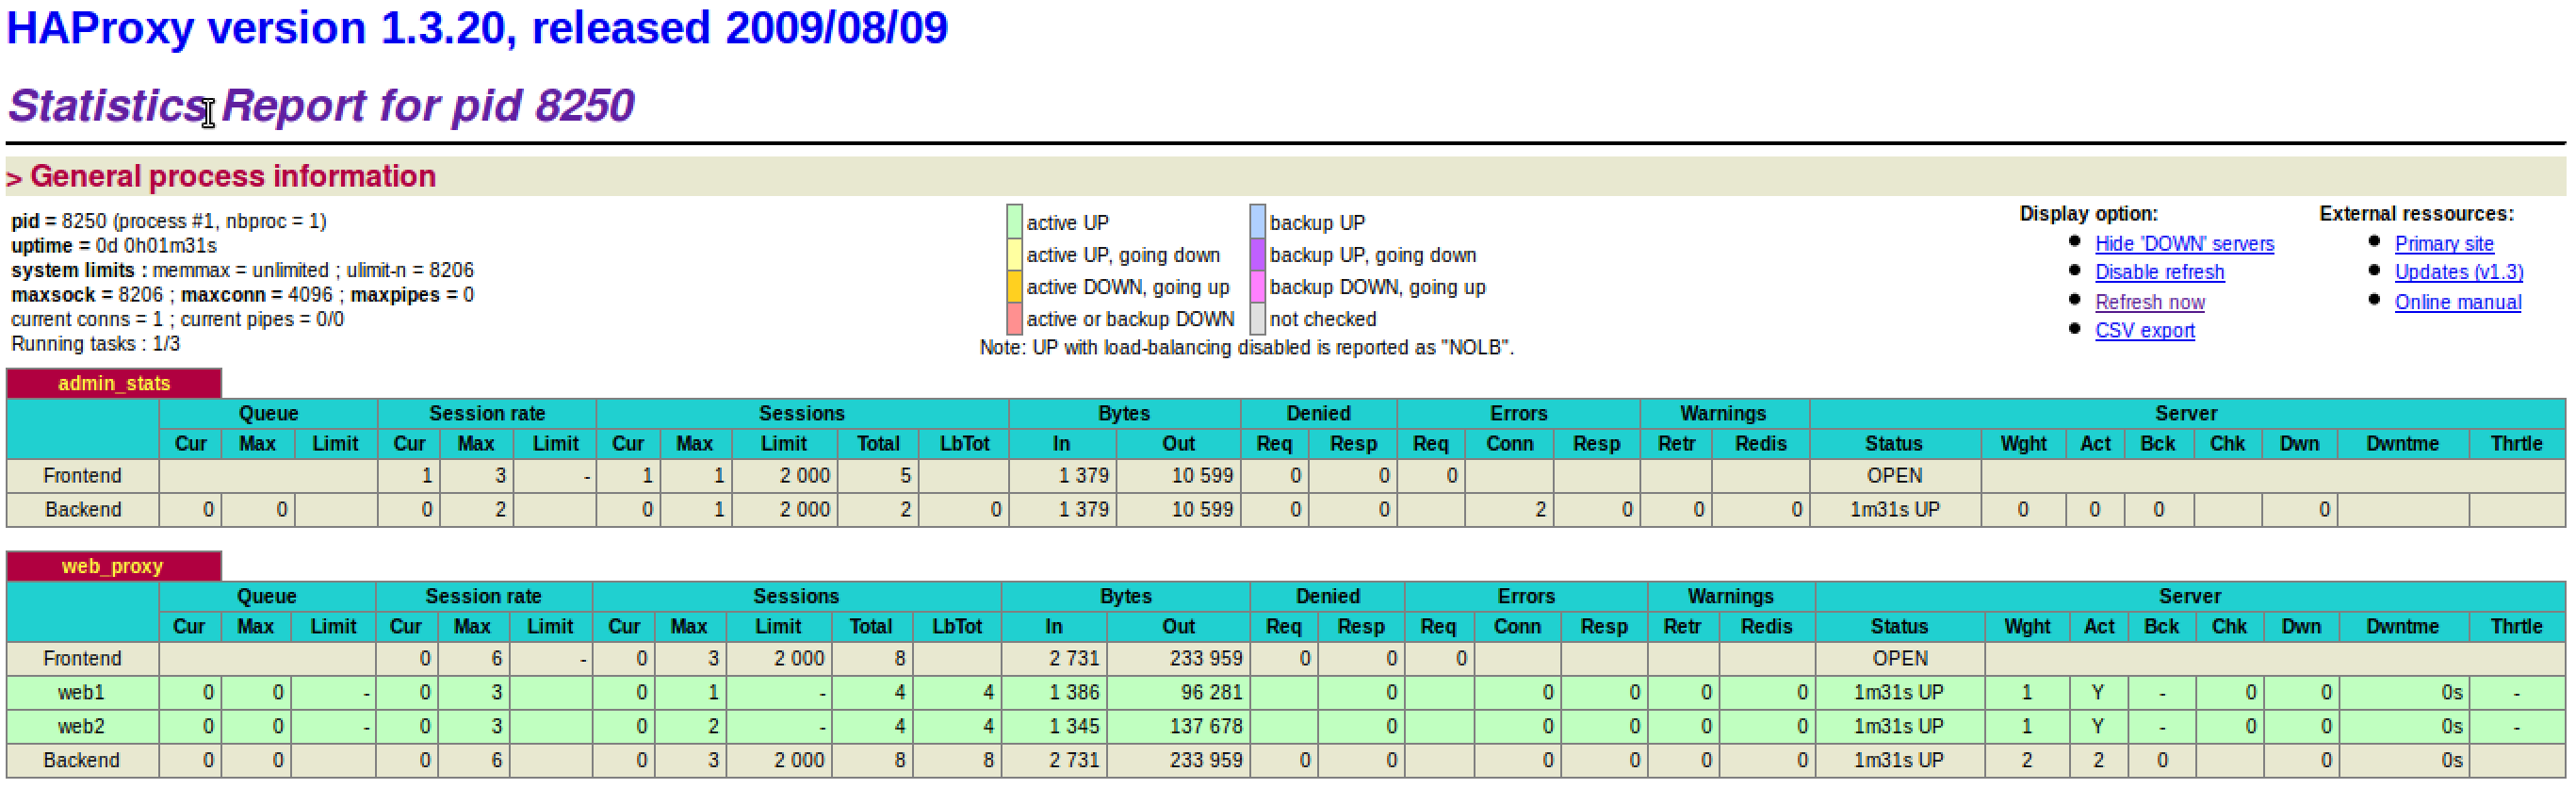 HAProxy version 1.3.20, released 2009/08/09
Statistics Report for pid 8250
> General process information
pid = 8250 (process #1, nbproc = 1)
uptime = 0d 0h01m31s
system limits : memmax = unlimited ; ulimit-n = 8206
maxsock = 8206 ; maxconn = 4096 ; maxpipes = 0
current conns = 1 ; current pipes = 0/0
Running tasks : 1/3
active UP backup UP
active UP, going down backup UP, going down
active DOWN, going up backup DOWN, going up
active or backup DOWN not checked
Note: UP with load-balancing disabled is reported as "NOLB".
Display option:
Hide 'DOWN' servers
Disable refresh
Refresh now
CSV export
External ressources:
Primary site
Updates (v1.3)
Online manual
admin_stats
Queue Session rate Sessions Bytes Denied Errors Warnings Server
Cur Max Limit Cur Max Limit Cur Max Limit Total LbTot In Out Req Resp Req Conn Resp Retr Redis Status Wght Act Bck Chk Dwn Dwntme Thrtle
Frontend 1 3 - 1 1 2 000 5 1 379 10 599 0 0 0 OPEN
Backend 0 0 0 2 0 1 2 000 2 0 1 379 10 599 0 0 2 0 0 0 1m31s UP 0 0 0 0
web_proxy
Queue Session rate Sessions Bytes Denied Errors Warnings Server
Cur Max Limit Cur Max Limit Cur Max Limit Total LbTot In Out Req Resp Req Conn Resp Retr Redis Status Wght Act Bck Chk Dwn Dwntme Thrtle
Frontend 0 6 - 0 3 2 000 8 2 731 233 959 0 0 0 OPEN
web1 0 0 - 0 3 0 1 - 4 4 1 386 96 281 0 0 0 0 0 1m31s UP 1 Y - 0 0 0s -
web2 0 0 - 0 3 0 2 - 4 4 1 345 137 678 0 0 0 0 0 1m31s UP 1 Y - 0 0 0s -
Backend 0 0 0 6 0 3 2 000 8 8 2 731 233 959 0 0 0 0 0 0 1m31s UP 2 2 0 0 0s